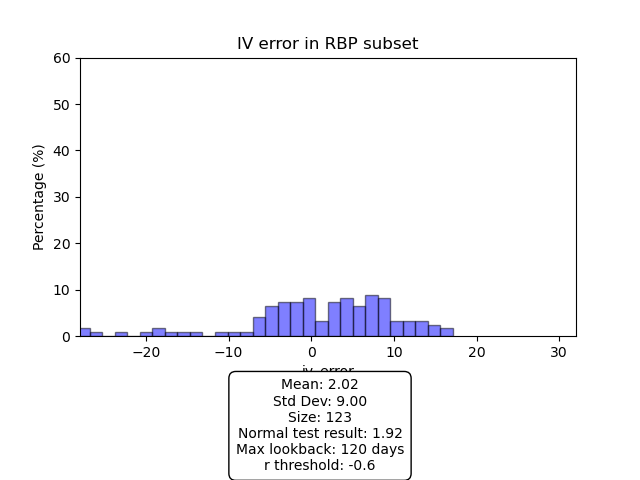 IV error in RBP subset
60
50
40
30
20
10
0
Percentage (%)
−20
−10
0
10
20
30
iv_error
Mean: 2.02
Std Dev: 9.00
Size: 123
Normal test result: 1.92
Max lookback: 120 days
r threshold: -0.6